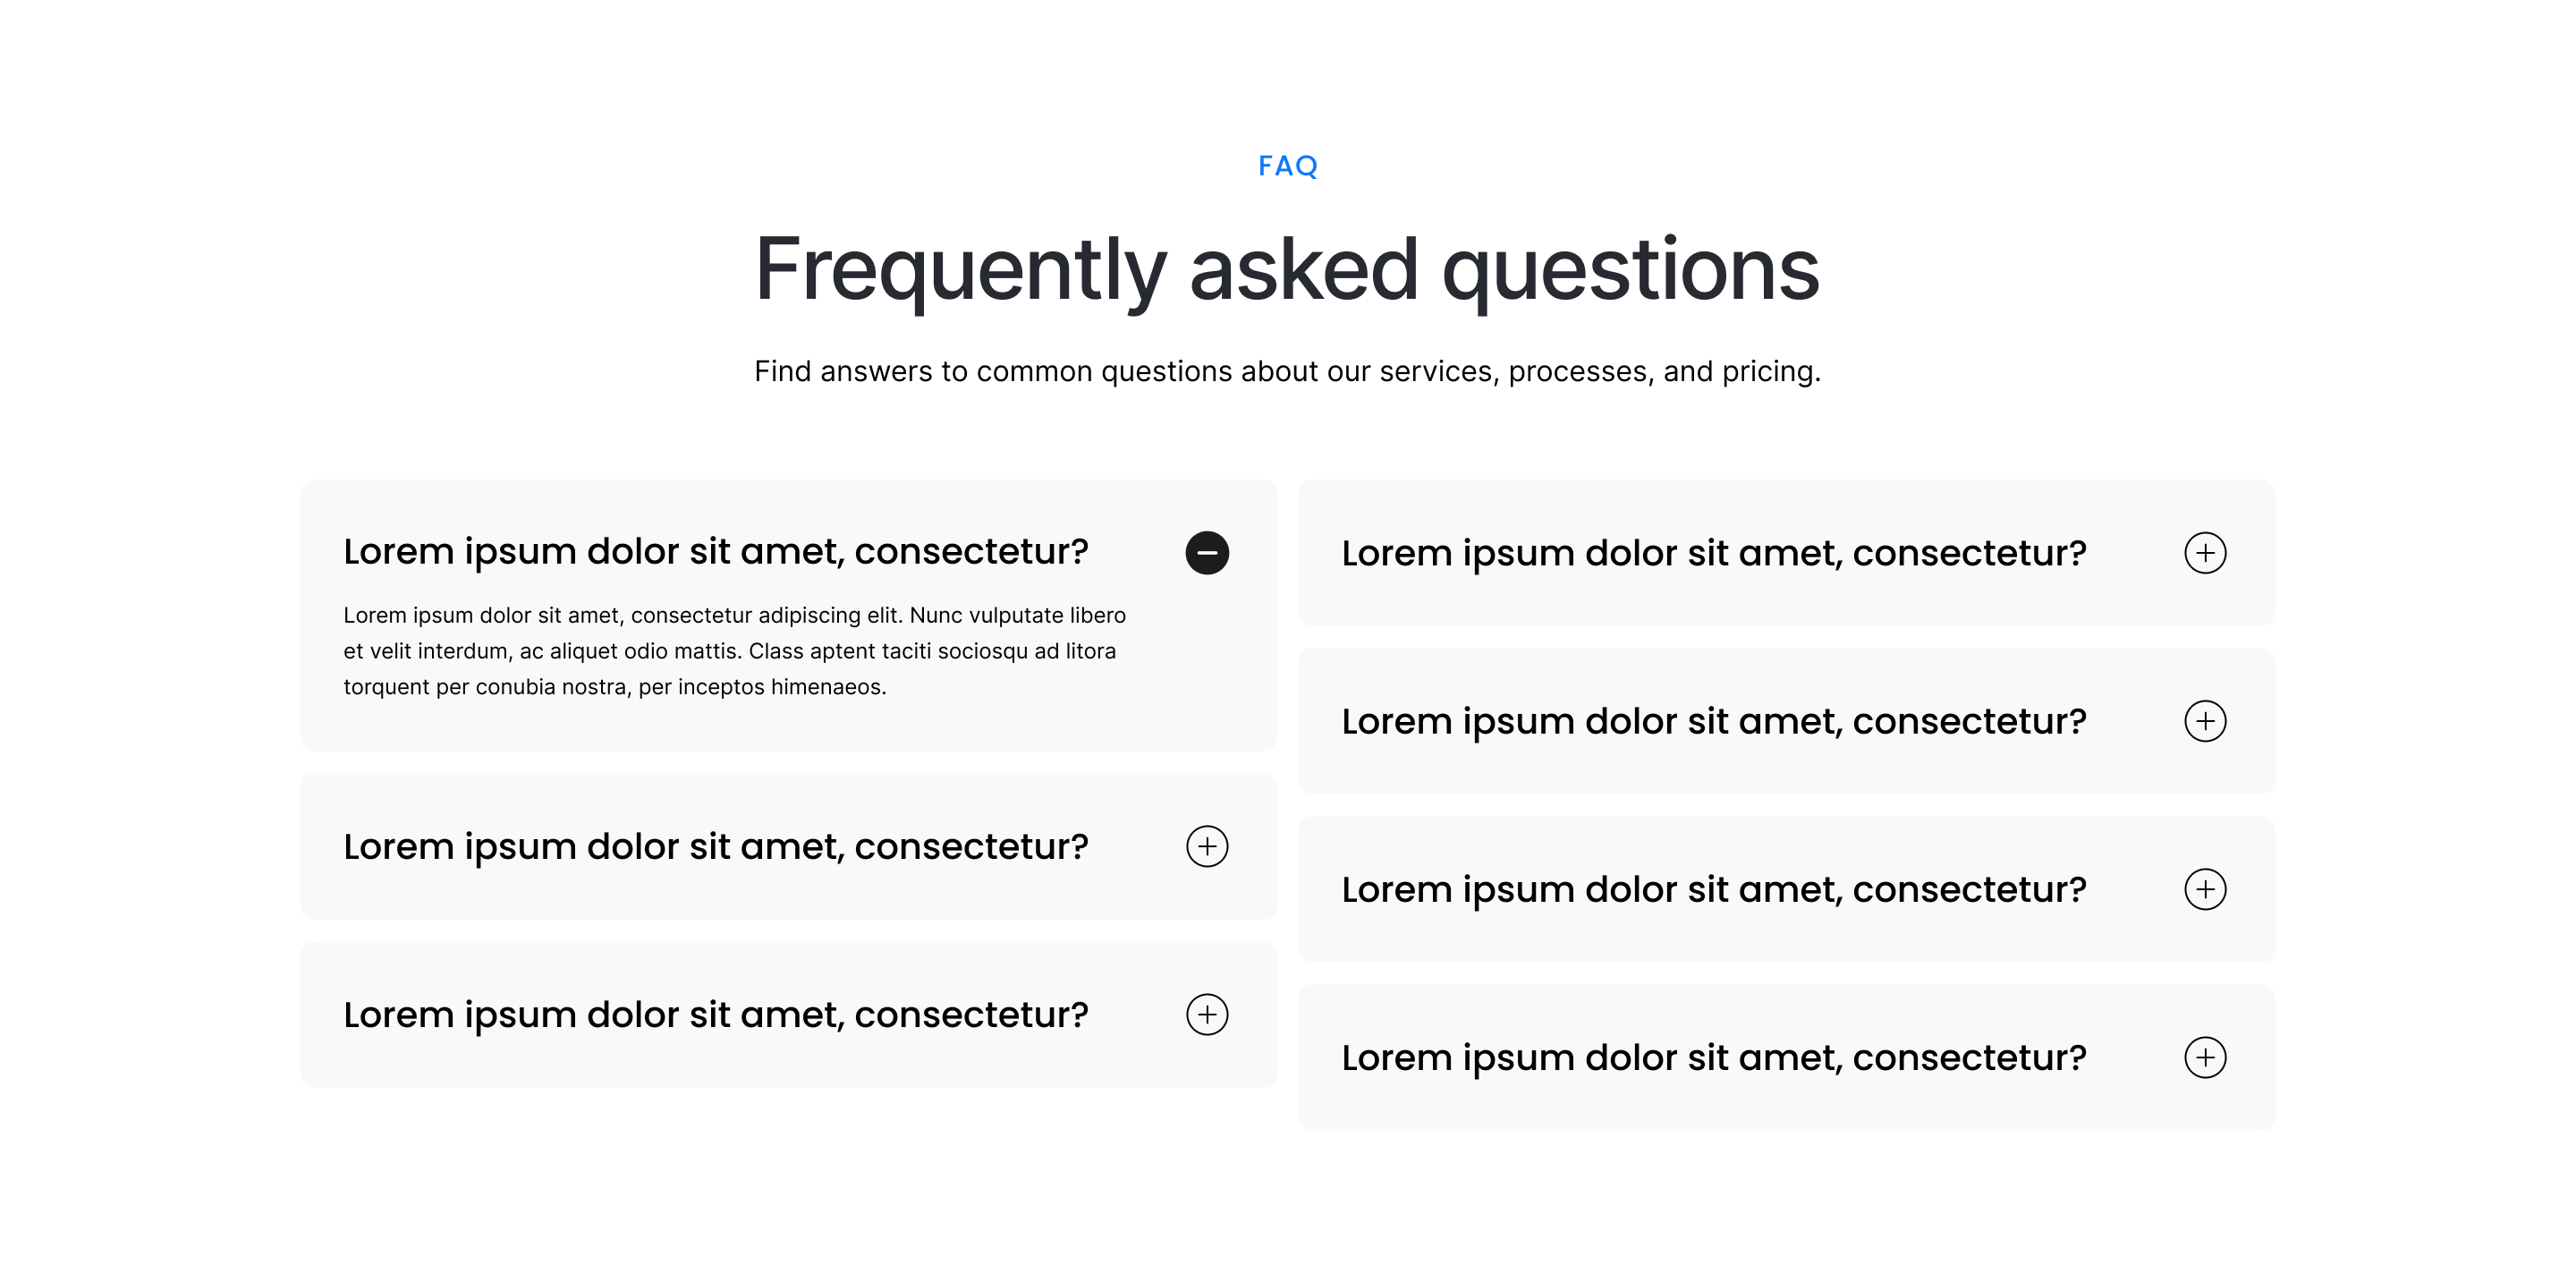 FAQ
Frequently asked questions
Find answers to common questions about our services, processes, and pricing.
Lorem ipsum dolor sit amet, consectetur?
Lorem ipsum dolor sit amet, consectetur adipiscing elit. Nunc vulputate libero
et velit interdum, ac aliquet odio mattis. Class aptent taciti sociosqu ad litora
torquent per conubia nostra, per inceptos himenaeos.
Lorem ipsum dolor sit amet, consectetur?
Lorem ipsum dolor sit amet, consectetur?
Lorem ipsum dolor sit amet, consectetur?
Lorem ipsum dolor sit amet, consectetur?
Lorem ipsum dolor sit amet, consectetur?
Lorem ipsum dolor sit amet, consectetur?